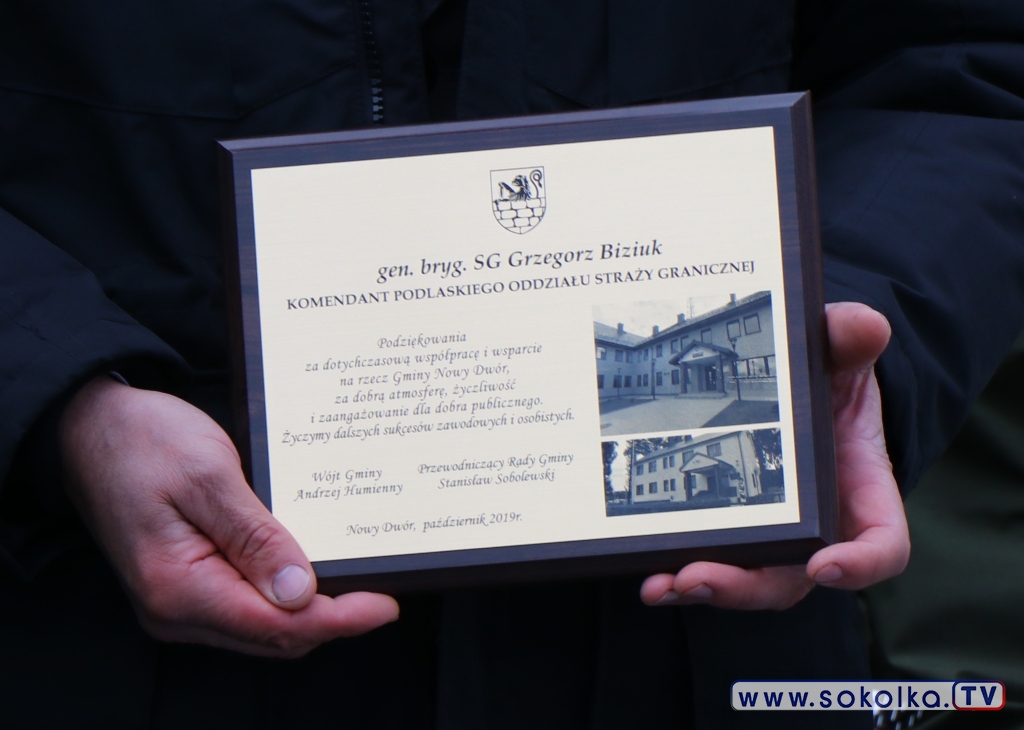 gen. bryg. SG Grzegorz Biziuk
KOMENDANT PODLASKIEGO ODDZIAŁU STRAŻY GRANICZNEJ
Podziękowania
za dotychczasową współpracę i wsparcie
na rzecz Gminy Nowy Dwór,
za dobrą atmosferę, życzliwość
i zaangażowanie dla dobra publicznego.
Życzymy dalszych sukcesów zawodowych i osobistych.
Wójt Gminy
Andrzej Humienny
Przewodniczący Rady Gminy
Stanisław Sobolewski
Nowy Dwór, październik 2019r.
www.sokolka.TV